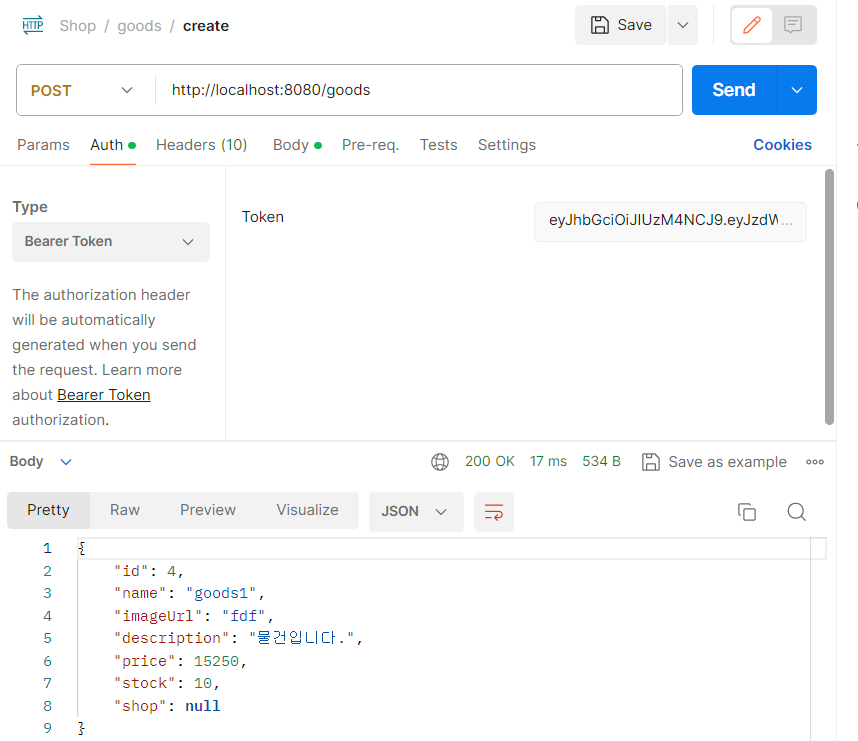 HTTP Shop / goods / create Save
POST http://localhost:8080/goods Send
Params Auth Headers (10) Body Pre-req. Tests Settings Cookies
Type
Bearer Token
Token eyJhbGciOiJIUzM4NCJ9.eyJzdW...
The authorization header
will be automatically
generated when you send
the request. Learn more
about Bearer Token
authorization.
Body 200 OK 17 ms 534 B Save as example
Pretty Raw Preview Visualize JSON
1 {
2 "id": 4,
3 "name": "goods1",
4 "imageUrl": "fdf",
5 "description": "물건입니다.",
6 "price": 15250,
7 "stock": 10,
8 "shop": null
9 }